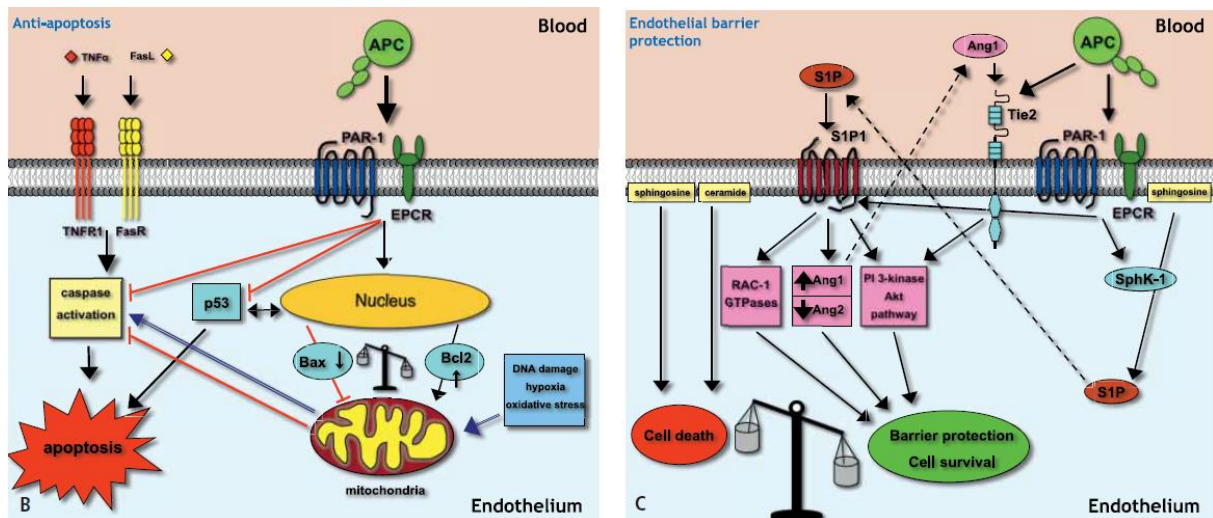 Anti-apoptosis
Blood
TNFα
FasL
APC
PAR-1
EPCR
TNFR1 FasR
caspase
activation
p53
Nucleus
Bax ↓
Bcl2
↑
DNA damage
hypoxia
oxidative stress
apoptosis
mitochondria
B
Endothelium
Endothelial barrier
protection
Blood
Ang1
APC
S1P
Tie2
S1P1
PAR-1
sphingosine
ceramide
sphingosine
EPCR
RAC-1
GTPases
Ang1
Ang2
PI 3-kinase
Akt
pathway
SphK-1
S1P
Cell death
Barrier protection
Cell survival
C
Endothelium